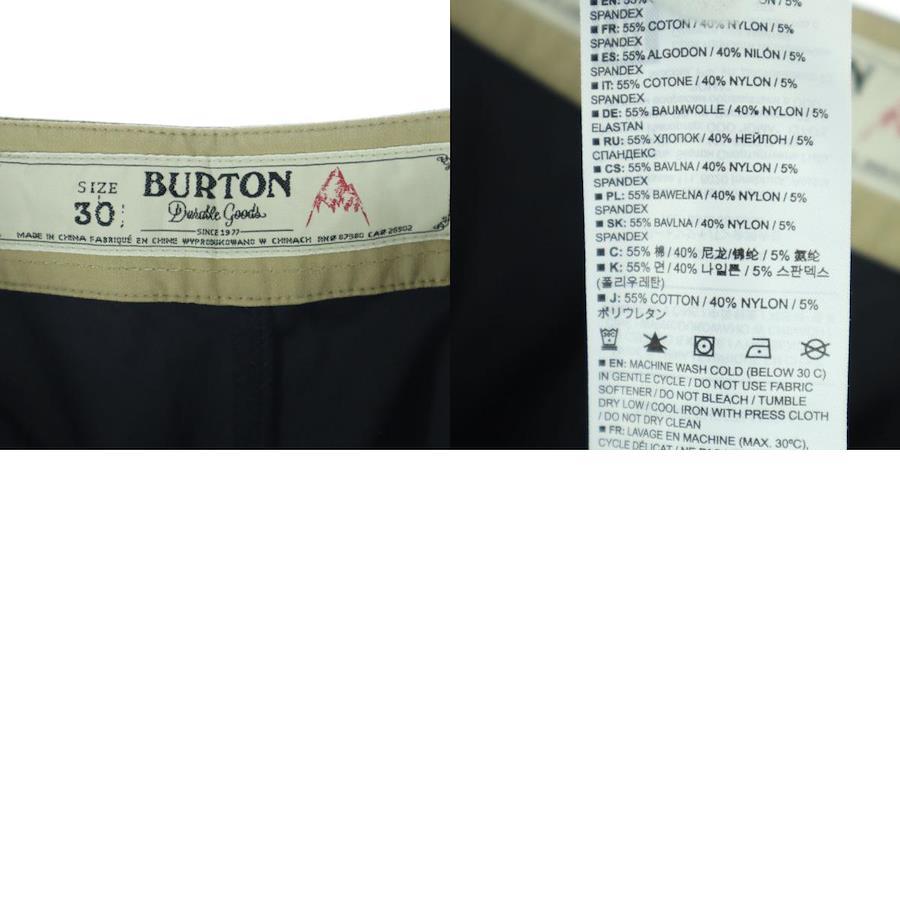 SIZE
30
BURTON
Durable Goods
SINCE 1977
MADE IN CHINA FABRIQUÉ EN CHINE WYPRODUKOWANO W CHINACH RN# 87580 CA# 26502
SPANDEX
■ FR: 55% COTON / 40% NYLON / 5%
SPANDEX
■ ES: 55% ALGODON / 40% NILÓN / 5%
SPANDEX
■ IT: 55% COTONE / 40% NYLON / 5%
SPANDEX
■ DE: 55% BAUMWOLLE / 40% NYLON / 5%
ELASTAN
■ RU: 55% ХЛОПОК / 40% НЕЙЛОН / 5%
СПАНДЕКС
■ CS: 55% BAVLNA / 40% NYLON / 5%
SPANDEX
■ PL: 55% BAWEŁNA / 40% NYLON / 5%
SPANDEX
■ SK: 55% BAVLNA / 40% NYLON / 5%
SPANDEX
■ C: 55% 棉 / 40% 尼龙/锦纶 / 5% 氨纶
■ K: 55% 면 / 40% 나일론 / 5% 스판덱스
(폴리우레탄)
■ J: 55% COTTON / 40% NYLON / 5%
ポリウレタン
■ EN: MACHINE WASH COLD (BELOW 30 C)
IN GENTLE CYCLE / DO NOT USE FABRIC
SOFTENER / DO NOT BLEACH / TUMBLE
DRY LOW / COOL IRON WITH PRESS CLOTH
/ DO NOT DRY CLEAN
■ FR: LAVAGE EN MACHINE (MAX. 30ºC),
CYCLE DÉLICAT /
RTON